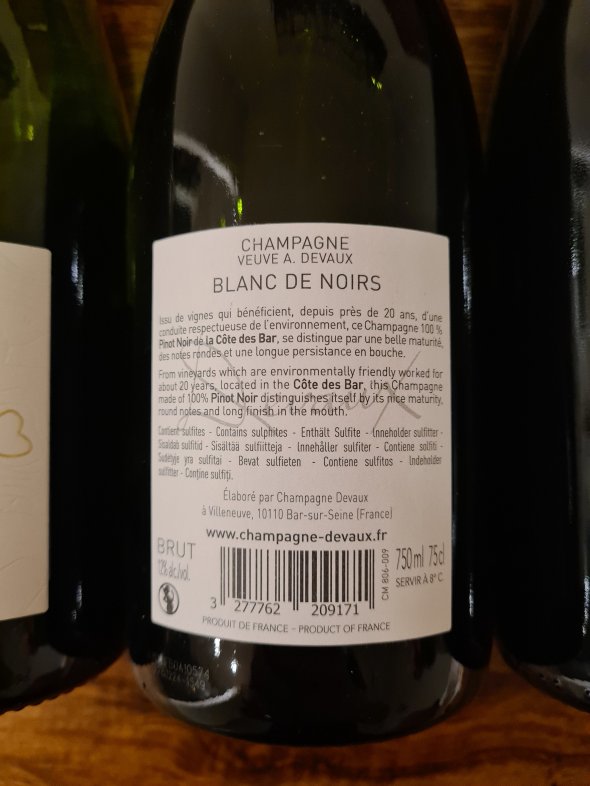 CHAMPAGNE
VEUVE A. DEVAUX
BLANC DE NOIRS
Issu de vignes qui bénéficient, depuis près de 20 ans, d'une
conduite respectueuse de l'environnement, ce Champagne 100 %
Pinot Noir de la Côte des Bar, se distingue par une belle maturité,
des notes rondes et une longue persistance en bouche.
From vineyards which are environmentally friendly worked for
about 20 years, located in the Côte des Bar, this Champagne
made of 100% Pinot Noir distinguishes itself by its nice maturity,
round notes and long finish in the mouth.
Contient sulfites - Contains sulphites - Enthält Sulfite - Inneholder sulfitter -
Sisaldab sulfitid - Sisältää sulfiitteja - Innehåller sulfiter - Contiene solfiti -
Sudėtyje yra sulfitai - Bevat sulfieten - Contiene sulfitos - Indeholder
sulfitter - Conţine sulfiţi.
Élaboré par Champagne Devaux
à Villeneuve, 10110 Bar-sur-Seine (France)
www.champagne-devaux.fr
BRUT
12% alc./vol.
750 ml 75cl
SERVIR À 8° C.
CM 806-009
3 277762 209171
PRODUIT DE FRANCE - PRODUCT OF FRANCE